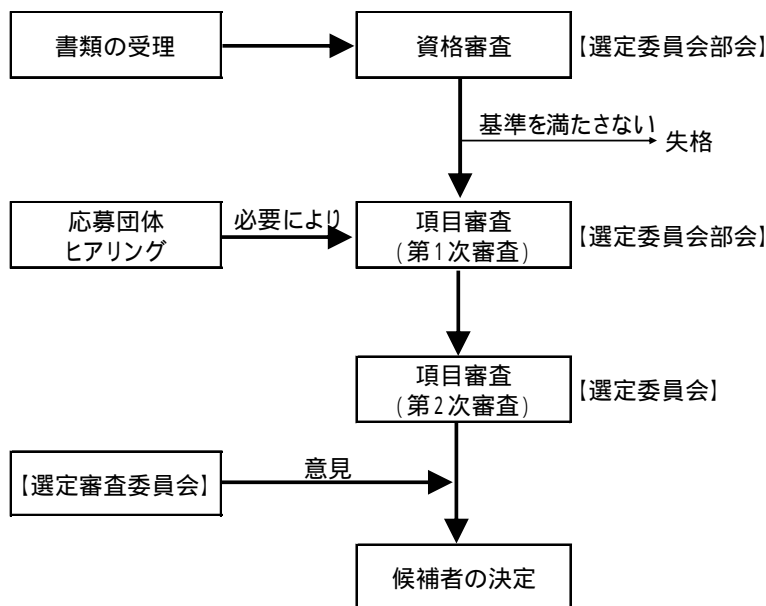 書類の受理
資格審査
【選定委員会部会】
基準を満たさない
失格
応募団体
ヒアリング
必要により
項目審査
(第1次審査)
【選定委員会部会】
項目審査
(第2次審査)
【選定委員会】
【選定審査委員会】
意見
候補者の決定